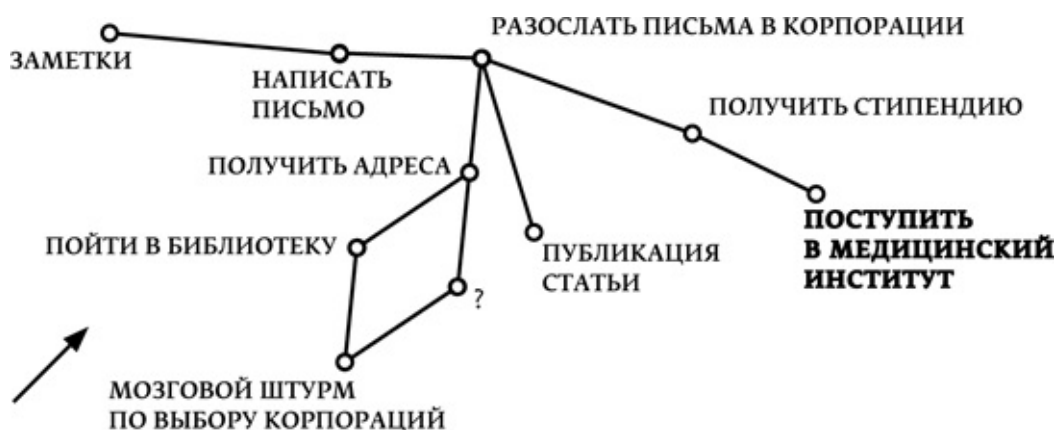 РАЗОСЛАТЬ ПИСЬМА В КОРПОРАЦИИ
ЗАМЕТКИ
НАПИСАТЬ
ПИСЬМО
ПОЛУЧИТЬ СТИПЕНДИЮ
ПОЛУЧИТЬ АДРЕСА
ПОСТУПИТЬ
В МЕДИЦИНСКИЙ
ИНСТИТУТ
ПОЙТИ В БИБЛИОТЕКУ
ПУБЛИКАЦИЯ
СТАТЬИ
?
МОЗГОВОЙ ШТУРМ
ПО ВЫБОРУ КОРПОРАЦИЙ